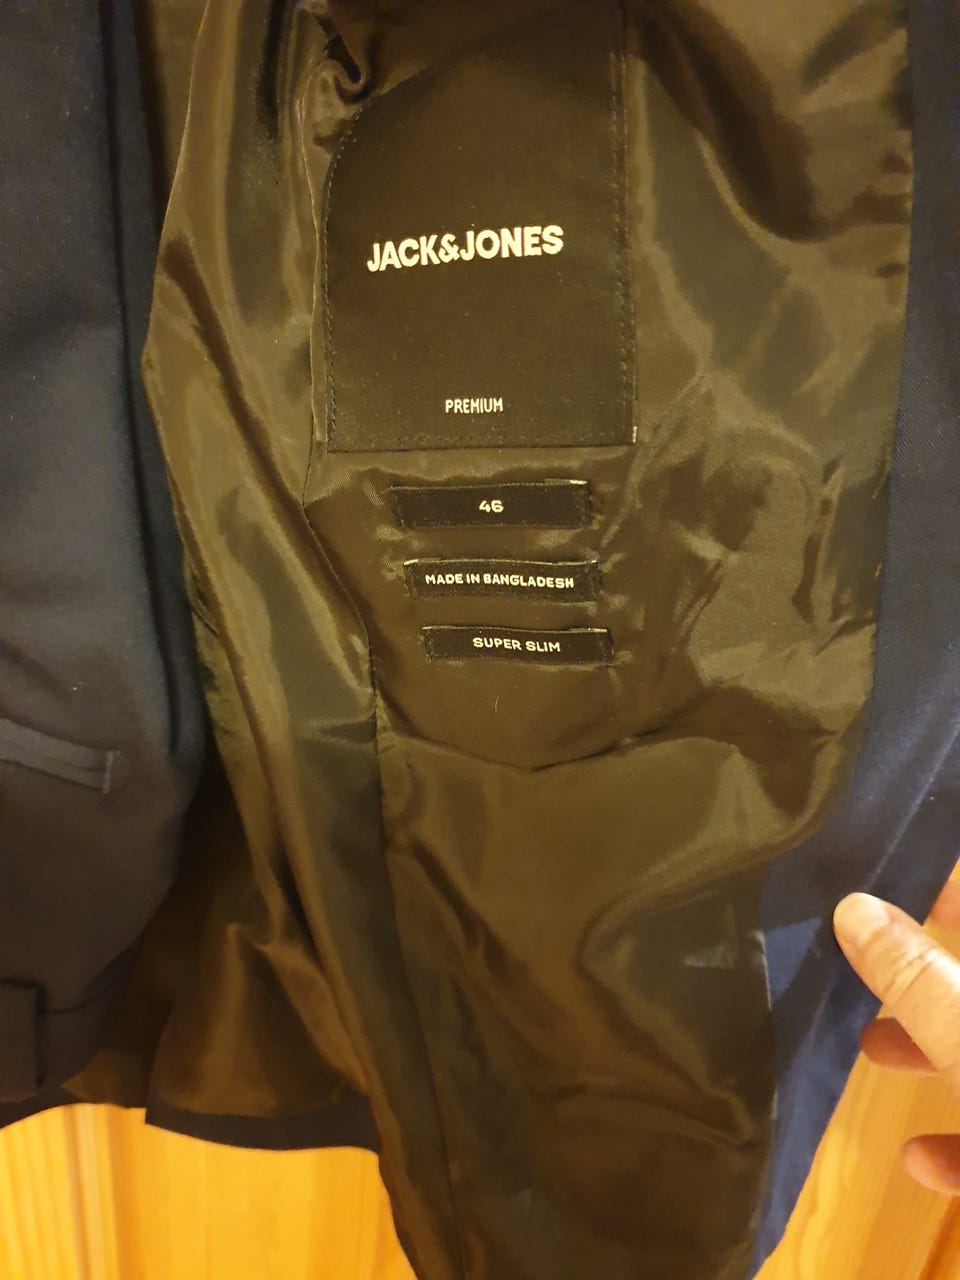 JACK&JONES
PREMIUM
46
MADE IN BANGLADESH
SUPER SLIM